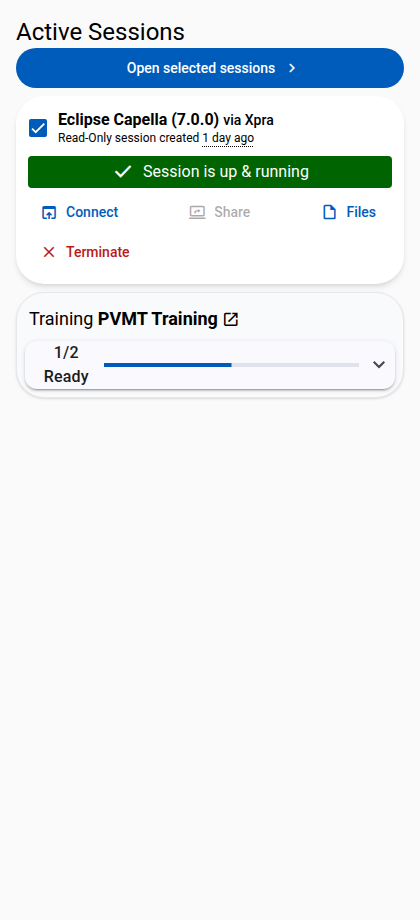 Active Sessions
Open selected sessions
Eclipse Capella (7.0.0) via Xpra
Read-Only session created 1 day ago
Session is up & running
Connect Share Files
Terminate
Training PVMT Training
1/2
Ready